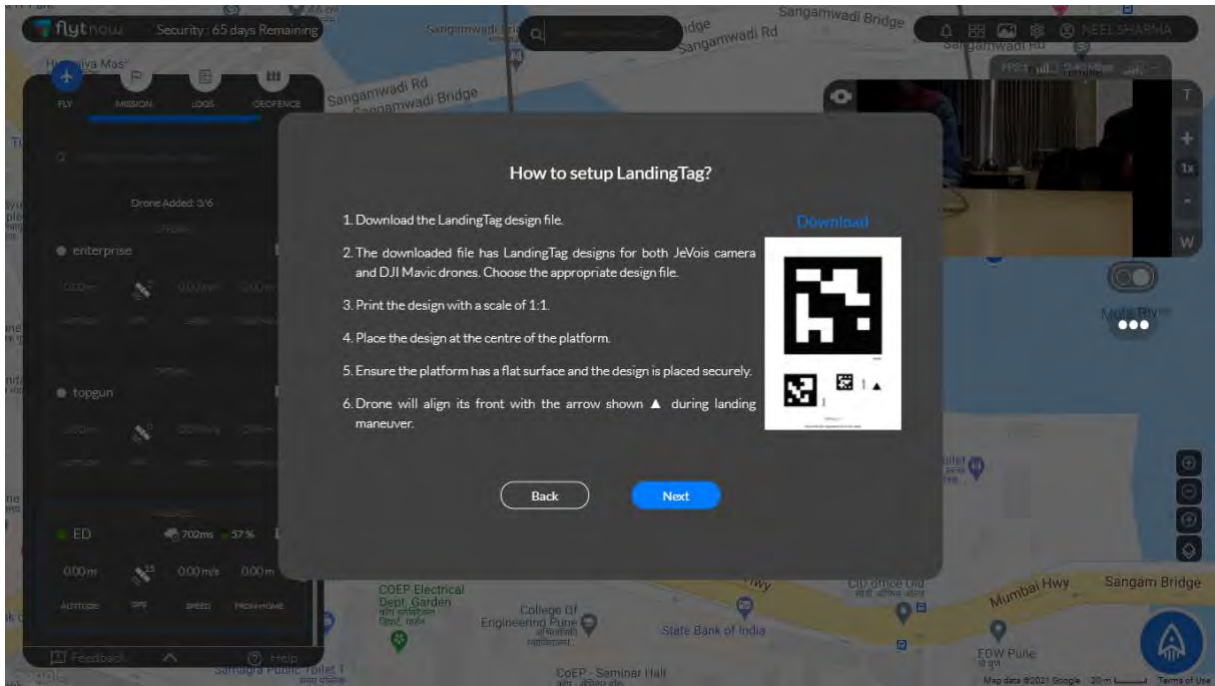 flytnow
Security : 65 days Remaining
NEEL SHARMA
Sangamwadi Bridge
Sangamwadi Rd
Sangamwadi Rd
Sangamwadi Bridge
FLY
MISSION
LOGS
GEOFENCE
T
+
1x
-
W
Drone Added: 3/6
enterprise
topgun
ED
702ms
57 %
0.00 m
0.00 m/s
0.00 m
ALTITUDE
GPS
SPEED
FROM HOME
How to setup LandingTag?
1. Download the LandingTag design file.
2. The downloaded file has LandingTag designs for both JeVois camera
and DJI Mavic drones. Choose the appropriate design file.
3. Print the design with a scale of 1:1.
4. Place the design at the centre of the platform.
5. Ensure the platform has a flat surface and the design is placed securely.
6. Drone will align its front with the arrow shown ▲ during landing
maneuver.
Download
Back
Next
COEP Electrical
Dept. Garden
College Of
Engineering Pune
State Bank of India
Mumbai Hwy
Sangam Bridge
EOW Pune
CoEP - Seminar Hall
Feedback
Help
Map data ©2021 Google
20 m
Terms of Use